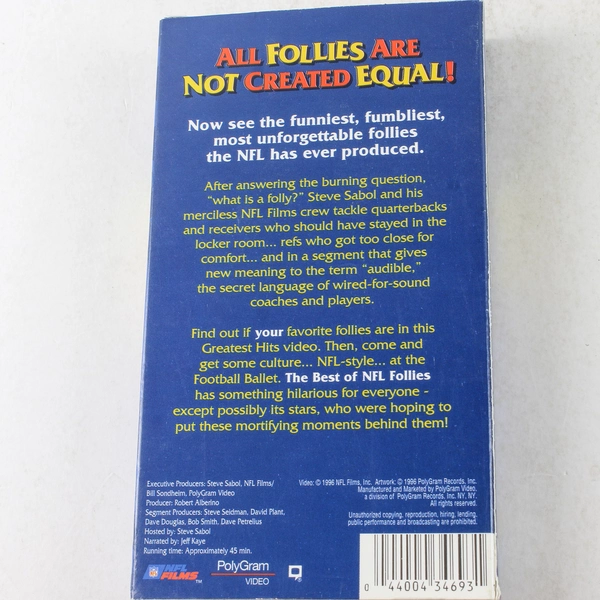 ALL FOLLIES ARE
NOT CREATED EQUAL!
Now see the funniest, fumbliest,
most unforgettable follies
the NFL has ever produced.
After answering the burning question,
"what is a folly?" Steve Sabol and his
merciless NFL Films crew tackle quarterbacks
and receivers who should have stayed in the
locker room... refs who got too close for
comfort... and in a segment that gives
new meaning to the term "audible,"
the secret language of wired-for-sound
coaches and players.
Find out if your favorite follies are in this
Greatest Hits video. Then, come and
get some culture... NFL-style... at the
Football Ballet. The Best of NFL Follies
has something hilarious for everyone -
except possibly its stars, who were hoping to
put these mortifying moments behind them!
Executive Producers: Steve Sabol, NFL Films/
Bill Sondheim, PolyGram Video
Producer: Robert Alberino
Segment Producers: Steve Seidman, David Plant,
Dave Douglas, Bob Smith, Dave Petrelius
Hosted by: Steve Sabol
Narrated by: Jeff Kaye
Running time: Approximately 45 min.
Video: © 1996 NFL Films, Inc. Artwork: © 1996 PolyGram Records, Inc.
Manufactured and Marketed by PolyGram Video,
a division of PolyGram Records, Inc. NY, NY.
All rights reserved.
Unauthorized copying, reproduction, hiring, lending,
public performance and broadcasting are prohibited.
NFL
FILMS™
PolyGram
VIDEO
0 44004 34693